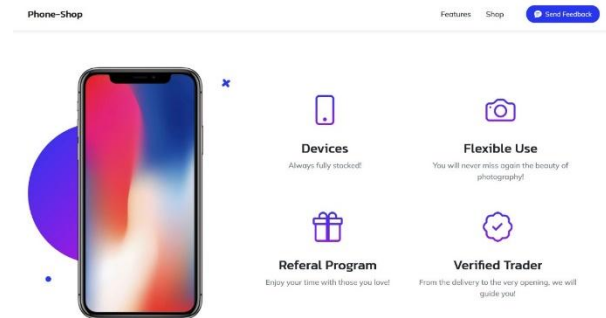 Phone-Shop
Features Shop Send Feedback
Devices
Always fully stocked!
Flexible Use
You will never miss again the beauty of
photography!
Referal Program
Enjoy your time with those you love!
Verified Trader
From the delivery to the very opening, we will
guide you!